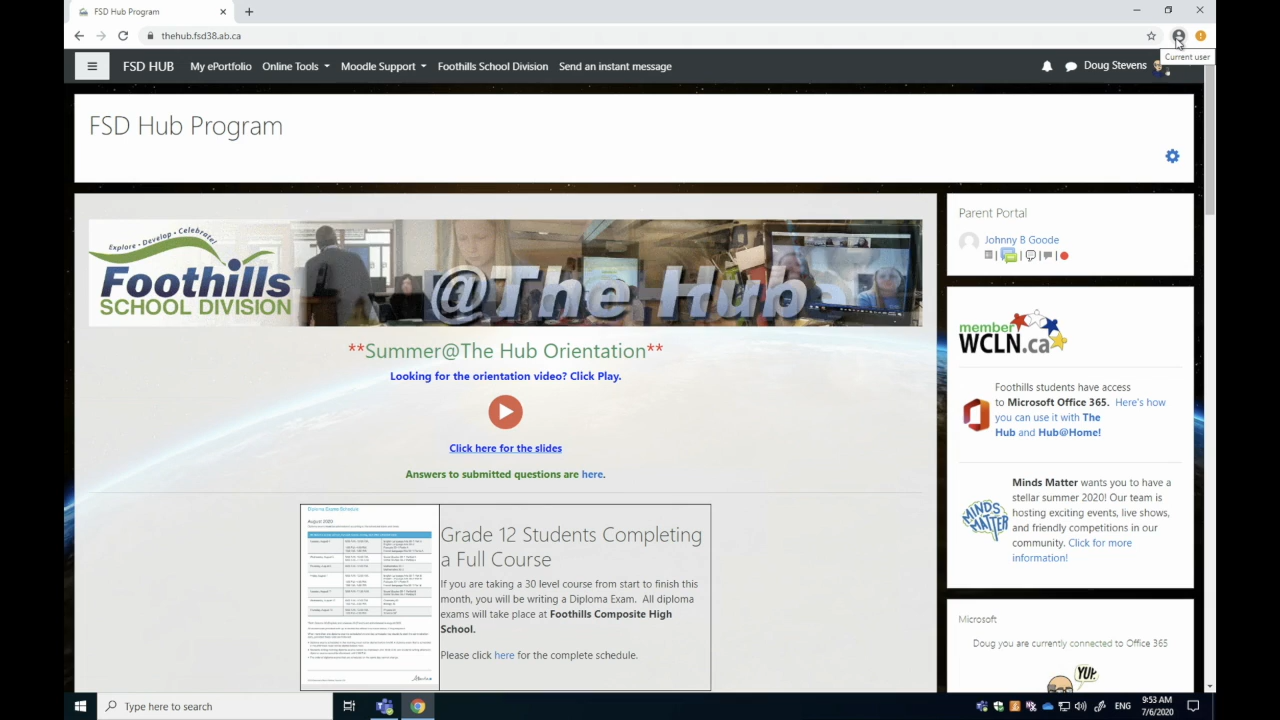 FSD Hub Program
thehub.fsd38.ab.ca
Current user
FSD HUB My ePortfolio Online Tools Moodle Support Foothills School Division Send an instant message
Doug Stevens
FSD Hub Program
Explore • Develop • Celebrate!
Foothills
SCHOOL DIVISION
@The Hub
**Summer@The Hub Orientation**
Looking for the orientation video? Click Play.
Click here for the slides
Answers to submitted questions are here.
August 2020
Grade 12 Students Completing
a Full Course
If you are taking a 30 level course from start to finish this
month, you will be writing a Diploma Exam. All diploma
exams will take place at Foothills Composite High
School.
Please click here for the complete schedule.
Parent Portal
Johnny B Goode
member
WCLN.ca
Foothills students have access
to Microsoft Office 365. Here's how
you can use it with The
Hub and Hub@Home!
MINDS
MATTER
Minds Matter wants you to have a
stellar summer 2020! Our team is
hosting exciting events, live shows,
and friendly competitions in our
community. Click for more
information!
Microsoft
Doug you are currently connected to Office 365
YUP.
Type here to search
ENG
9:53 AM
7/6/2020